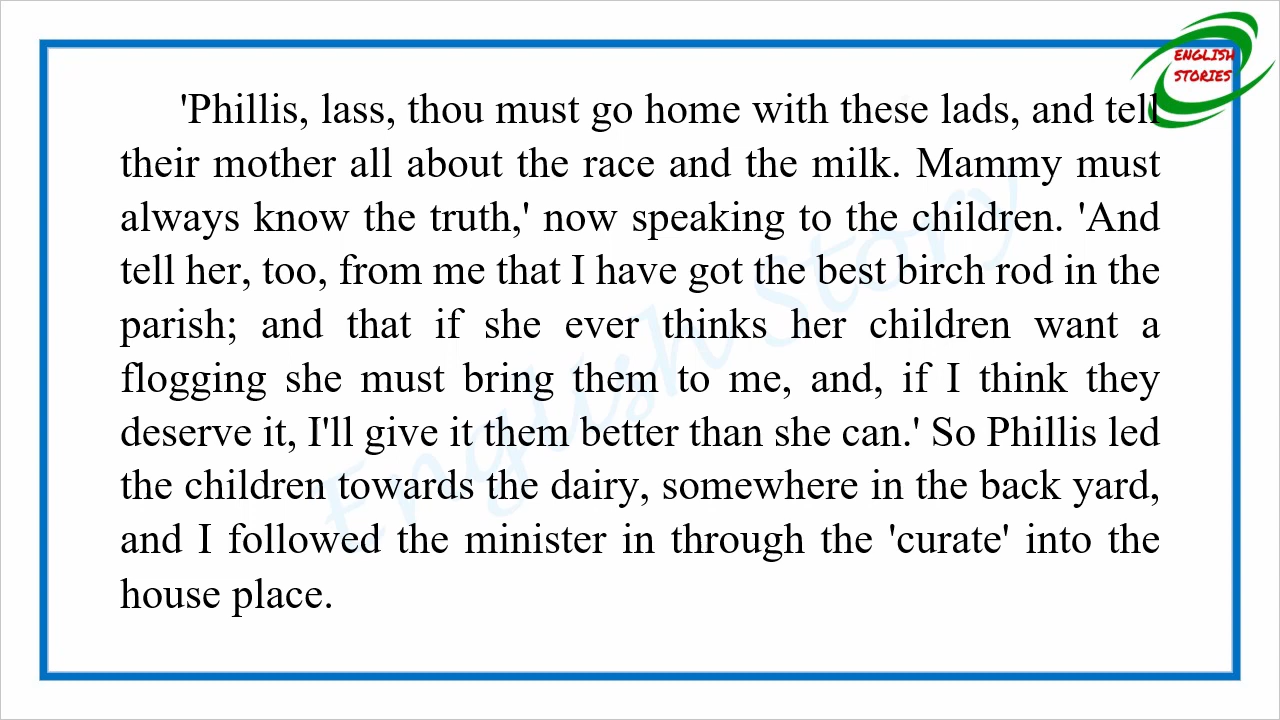 ENGLISH
STORIES
'Phillis, lass, thou must go home with these lads, and tell
their mother all about the race and the milk. Mammy must
always know the truth,' now speaking to the children. 'And
tell her, too, from me that I have got the best birch rod in the
parish; and that if she ever thinks her children want a
flogging she must bring them to me, and, if I think they
deserve it, I'll give it them better than she can.' So Phillis led
the children towards the dairy, somewhere in the back yard,
and I followed the minister in through the 'curate' into the
house place.
English Story